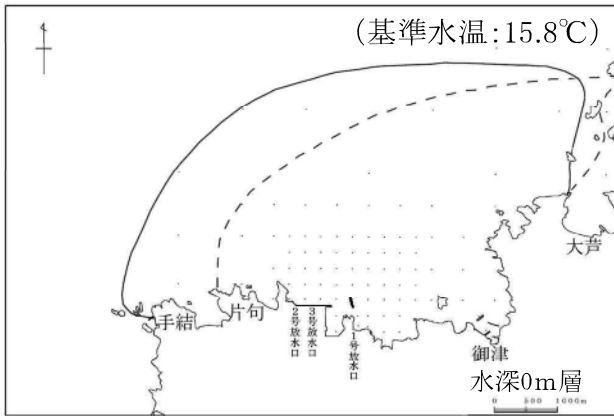 (基準水温:15.8℃)
大芦
手結
片句
2号放水口
3号放水口
1号放水口
御津
水深0m層
0 500 1000m